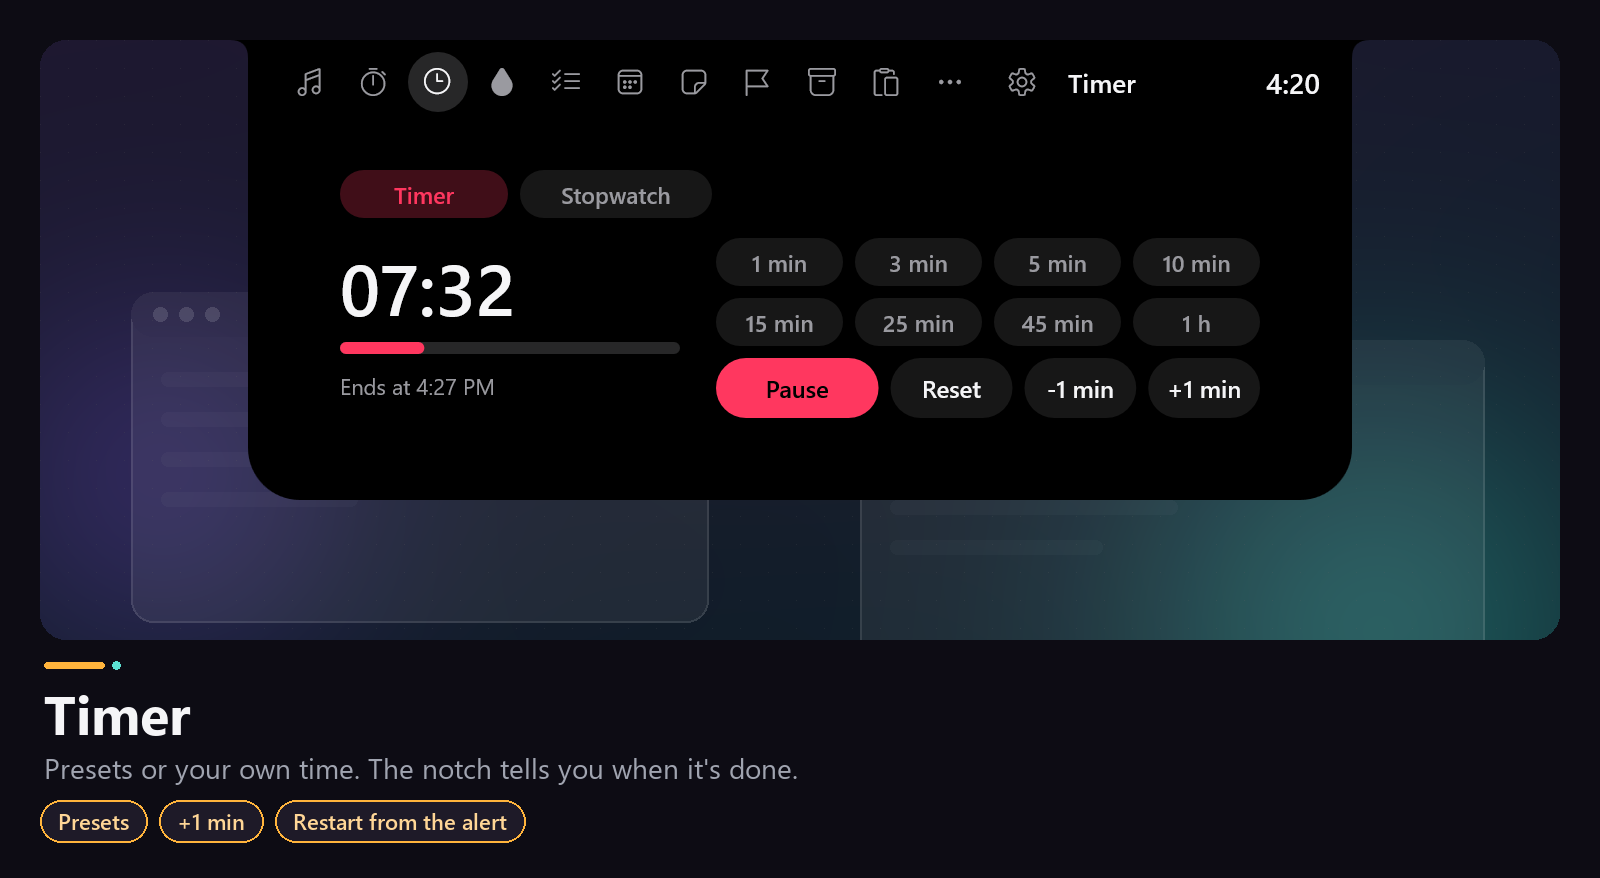 Timer 4:20
Timer Stopwatch
07:32
Ends at 4:27 PM
1 min 3 min 5 min 10 min
15 min 25 min 45 min 1 h
Pause Reset -1 min +1 min
Timer
Presets or your own time. The notch tells you when it's done.
Presets +1 min Restart from the alert